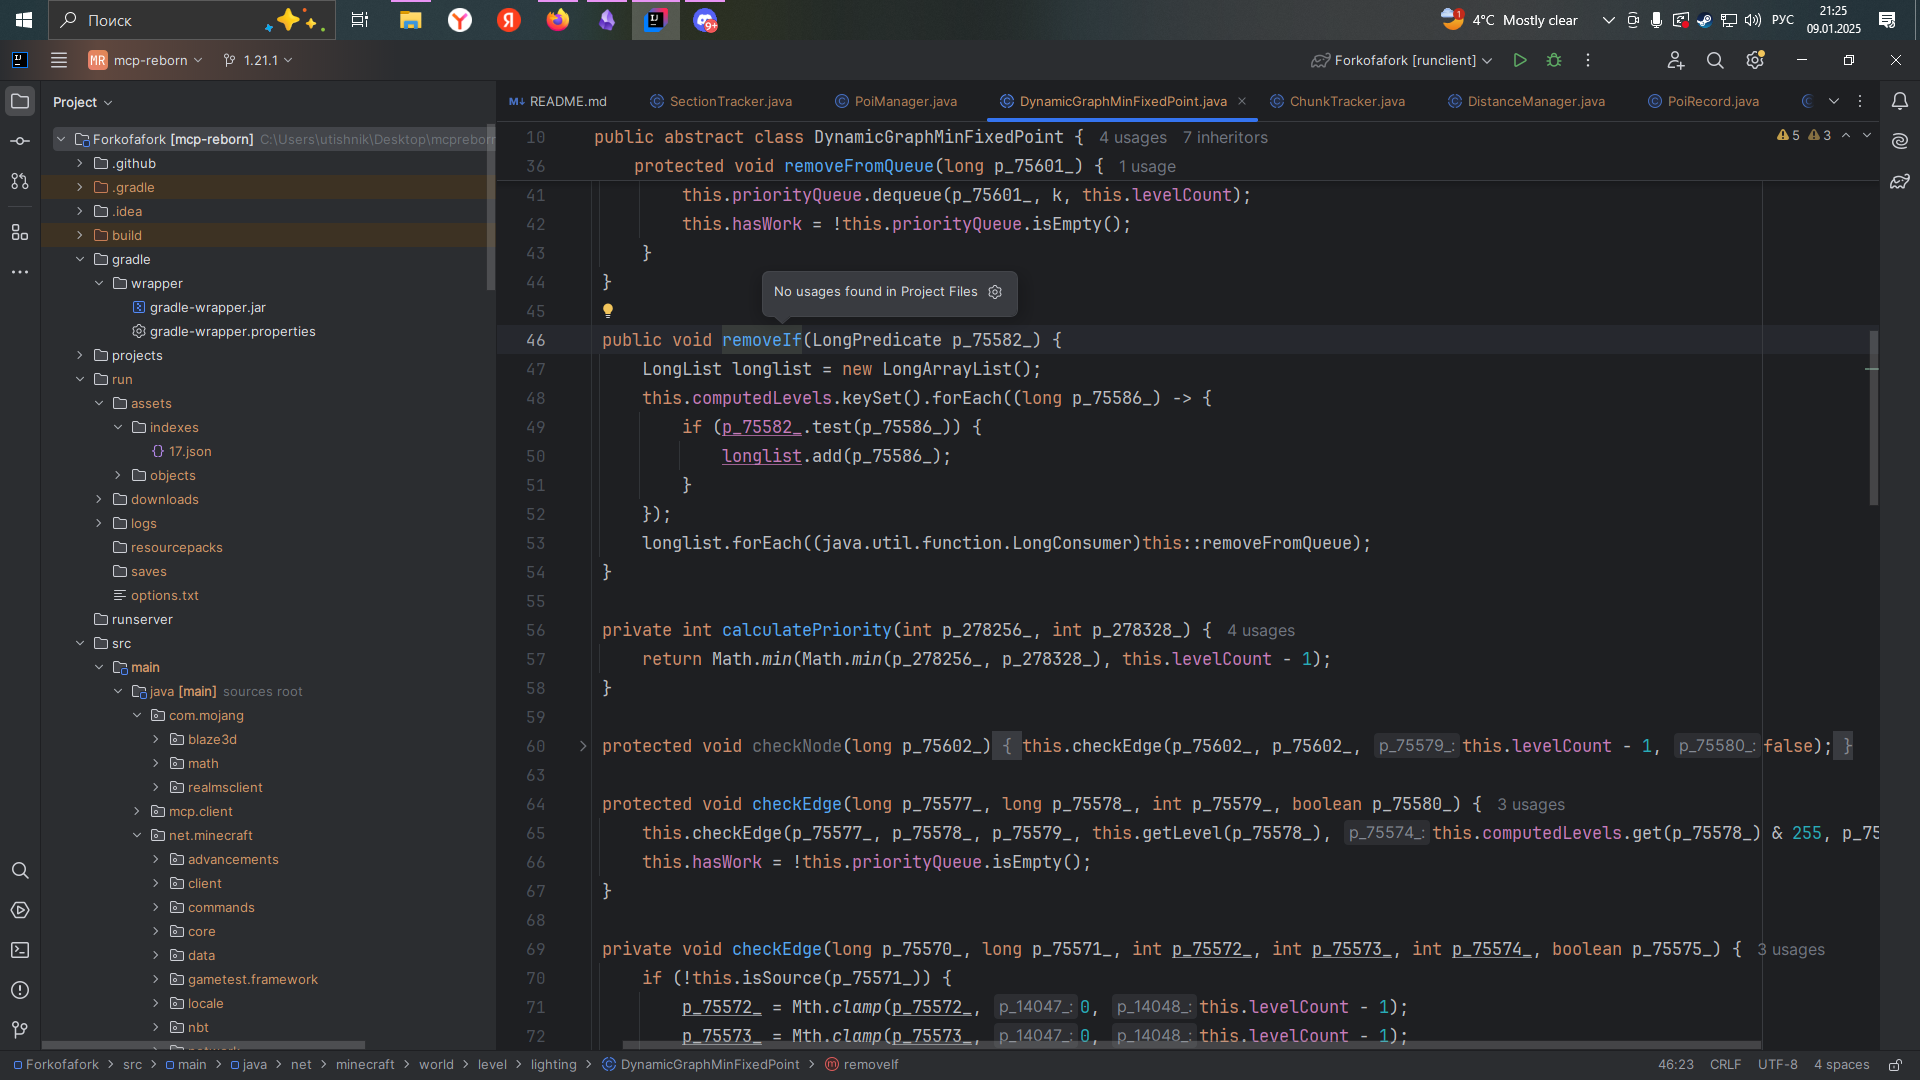 Поиск
9+
1
4°C Mostly clear
РУС
21:25
09.01.2025
MR mcp-reborn
1.21.1
Forkofafork [runclient]
Project
README.md
SectionTracker.java
PoiManager.java
DynamicGraphMinFixedPoint.java
ChunkTracker.java
DistanceManager.java
PoiRecord.java
Forkofafork [mcp-reborn] C:\Users\utishnik\Desktop\mcpreborn
.github
.gradle
.idea
build
gradle
wrapper
gradle-wrapper.jar
gradle-wrapper.properties
projects
run
assets
indexes
17.json
objects
downloads
logs
resourcepacks
saves
options.txt
runserver
src
main
java [main] sources root
com.mojang
blaze3d
math
realmsclient
mcp.client
net.minecraft
advancements
client
commands
core
data
gametest.framework
locale
nbt
network
10 public abstract class DynamicGraphMinFixedPoint { 4 usages 7 inheritors
5 3
36 protected void removeFromQueue(long p_75601_) { 1 usage
41 this.priorityQueue.dequeue(p_75601_, k, this.levelCount);
42 this.hasWork = !this.priorityQueue.isEmpty();
43 }
44 }
No usages found in Project Files
45
46 public void removeIf(LongPredicate p_75582_) {
47 LongList longlist = new LongArrayList();
48 this.computedLevels.keySet().forEach((long p_75586_) -> {
49 if (p_75582_.test(p_75586_)) {
50 longlist.add(p_75586_);
51 }
52 });
53 longlist.forEach((java.util.function.LongConsumer)this::removeFromQueue);
54 }
55
56 private int calculatePriority(int p_278256_, int p_278328_) { 4 usages
57 return Math.min(Math.min(p_278256_, p_278328_), this.levelCount - 1);
58 }
59
60 protected void checkNode(long p_75602_) { this.checkEdge(p_75602_, p_75602_, p_75579_: this.levelCount - 1, p_75580_: false); }
63
64 protected void checkEdge(long p_75577_, long p_75578_, int p_75579_, boolean p_75580_) { 3 usages
65 this.checkEdge(p_75577_, p_75578_, p_75579_, this.getLevel(p_75578_), p_75574_: this.computedLevels.get(p_75578_) & 255, p_75
66 this.hasWork = !this.priorityQueue.isEmpty();
67 }
68
69 private void checkEdge(long p_75570_, long p_75571_, int p_75572_, int p_75573_, int p_75574_, boolean p_75575_) { 3 usages
70 if (!this.isSource(p_75571_)) {
71 p_75572_ = Mth.clamp(p_75572_, p_14047_: 0, p_14048_: this.levelCount - 1);
72 p_75573_ = Mth.clamp(p_75573_, p_14047_: 0, p_14048_: this.levelCount - 1);
Forkofafork > src > main > java > net > minecraft > world > level > lighting > DynamicGraphMinFixedPoint > removeIf
46:23 CRLF UTF-8 4 spaces